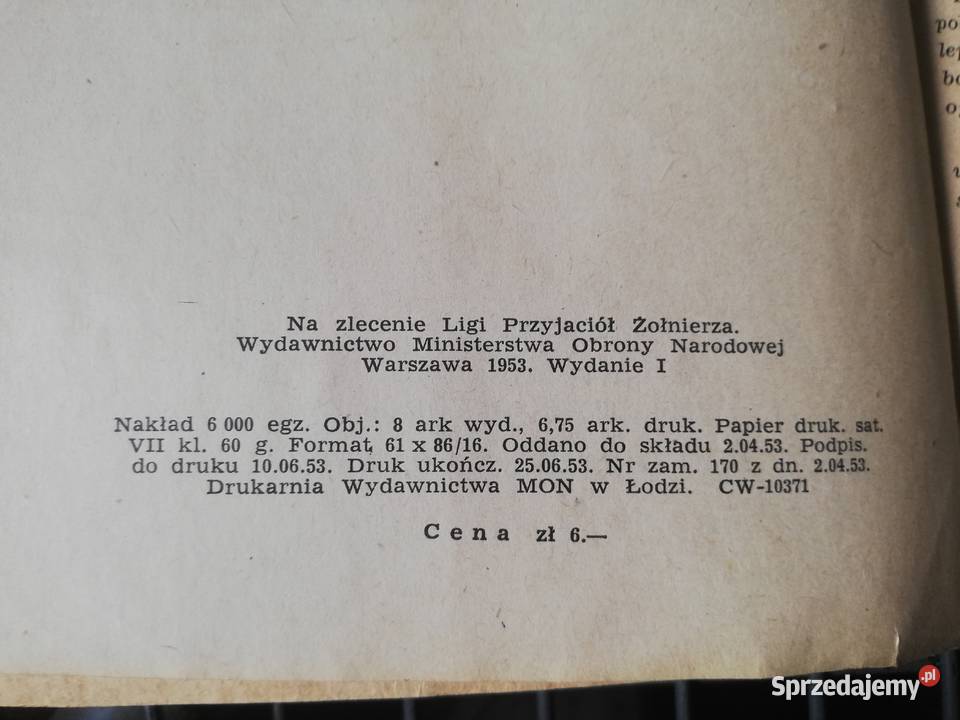 Na zlecenie Ligi Przyjaciół Żołnierza.
Wydawnictwo Ministerstwa Obrony Narodowej
Warszawa 1953. Wydanie I
Nakład 6 000 egz. Obj.: 8 ark wyd., 6,75 ark. druk. Papier druk. sat.
VII kl. 60 g. Format 61 x 86/16. Oddano do składu 2.04.53. Podpis.
do druku 10.06.53. Druk ukończ. 25.06.53. Nr zam. 170 z dn. 2.04.53.
Drukarnia Wydawnictwa MON w Łodzi. CW-10371
Cena zł 6.—
Sprzedajemy.pl